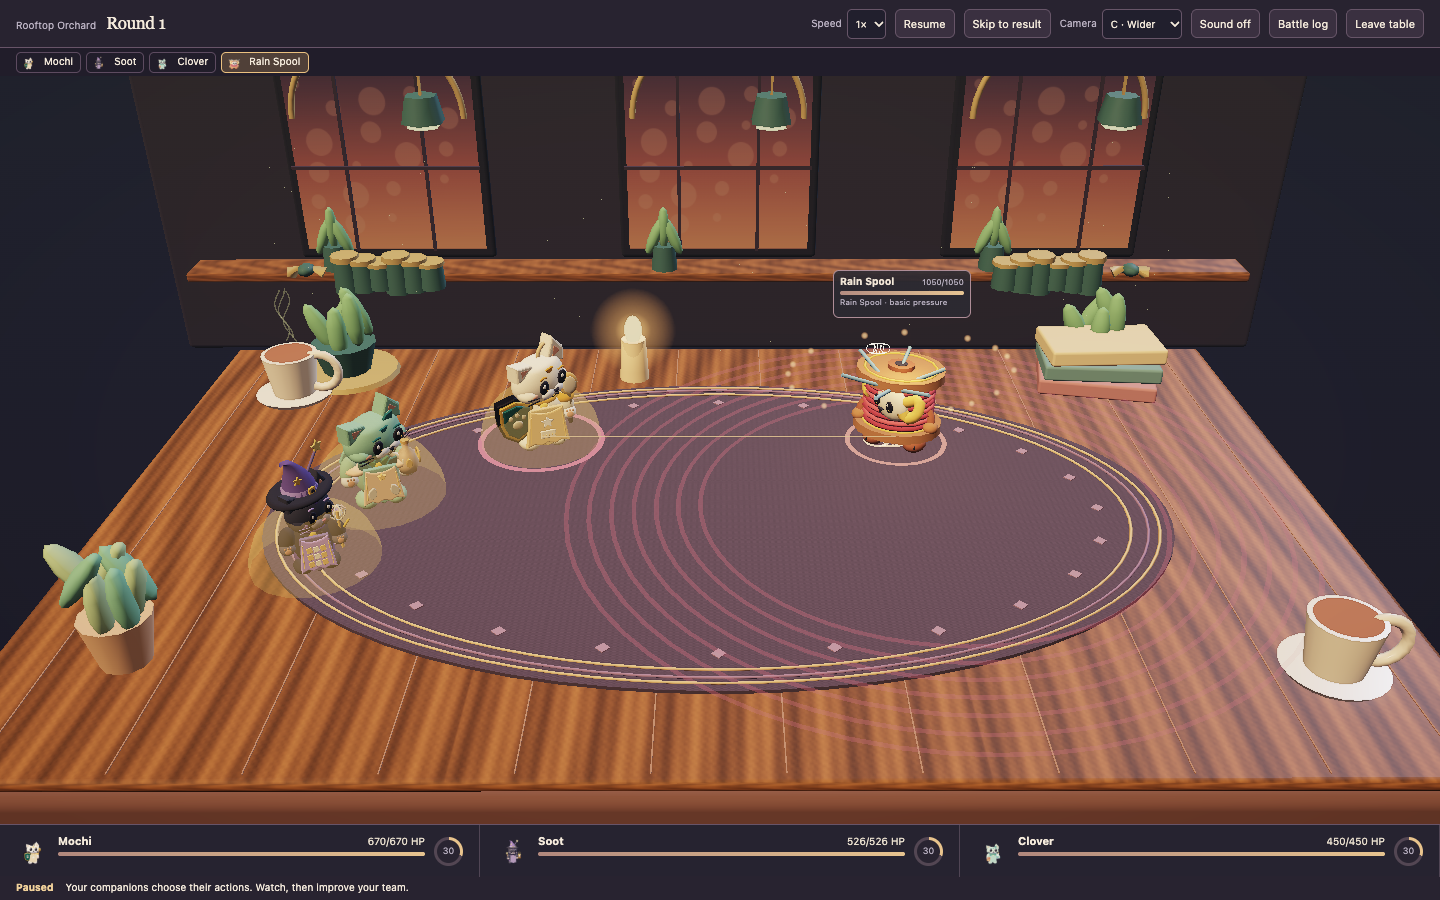 Rooftop Orchard Round 1
Speed 1x Resume Skip to result Camera C · Wider Sound off Battle log Leave table
Mochi Soot Clover Rain Spool
Rain Spool 1050/1050
Rain Spool · basic pressure
Mochi 670/670 HP 30
Soot 526/526 HP 30
Clover 450/450 HP 30
Paused Your companions choose their actions. Watch, then improve your team.